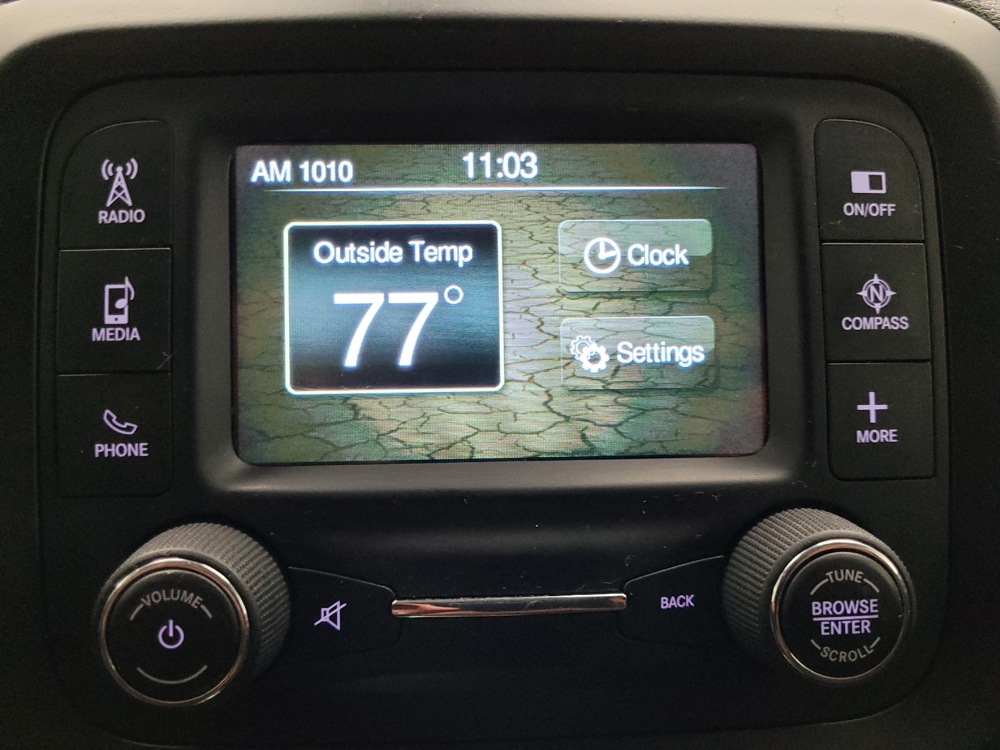 AM 1010
11:03
Outside Temp
77°
Clock
Settings
RADIO
MEDIA
PHONE
ON/OFF
N
COMPASS
MORE
VOLUME
BACK
TUNE
BROWSE
ENTER
SCROLL